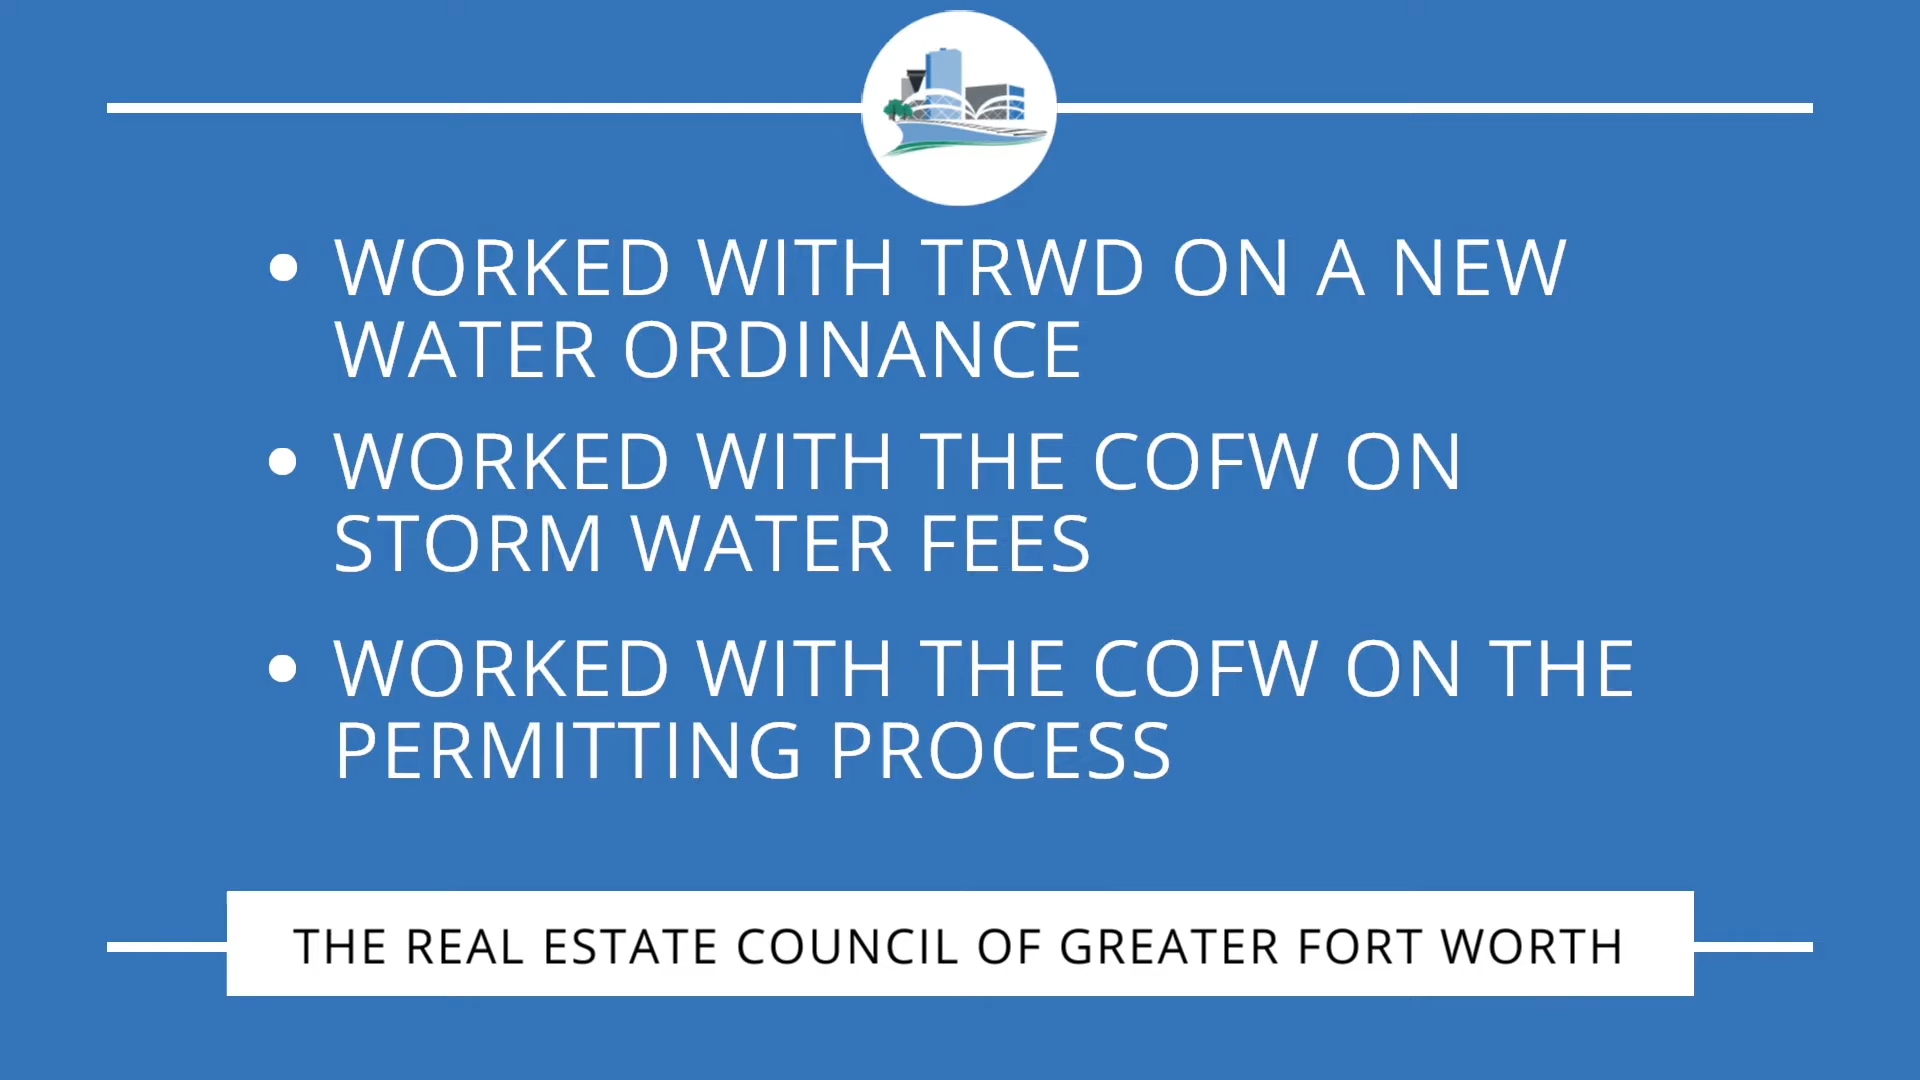 • WORKED WITH TRWD ON A NEW
WATER ORDINANCE
• WORKED WITH THE COFW ON
STORM WATER FEES
• WORKED WITH THE COFW ON THE
PERMITTING PROCESS
THE REAL ESTATE COUNCIL OF GREATER FORT WORTH